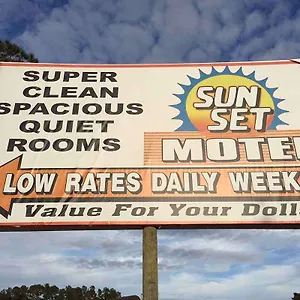 SUPER
CLEAN
SPACIOUS
QUIET
ROOMS
SUN
SET
MOTE
LOW RATES DAILY WEEK
Value For Your Doll